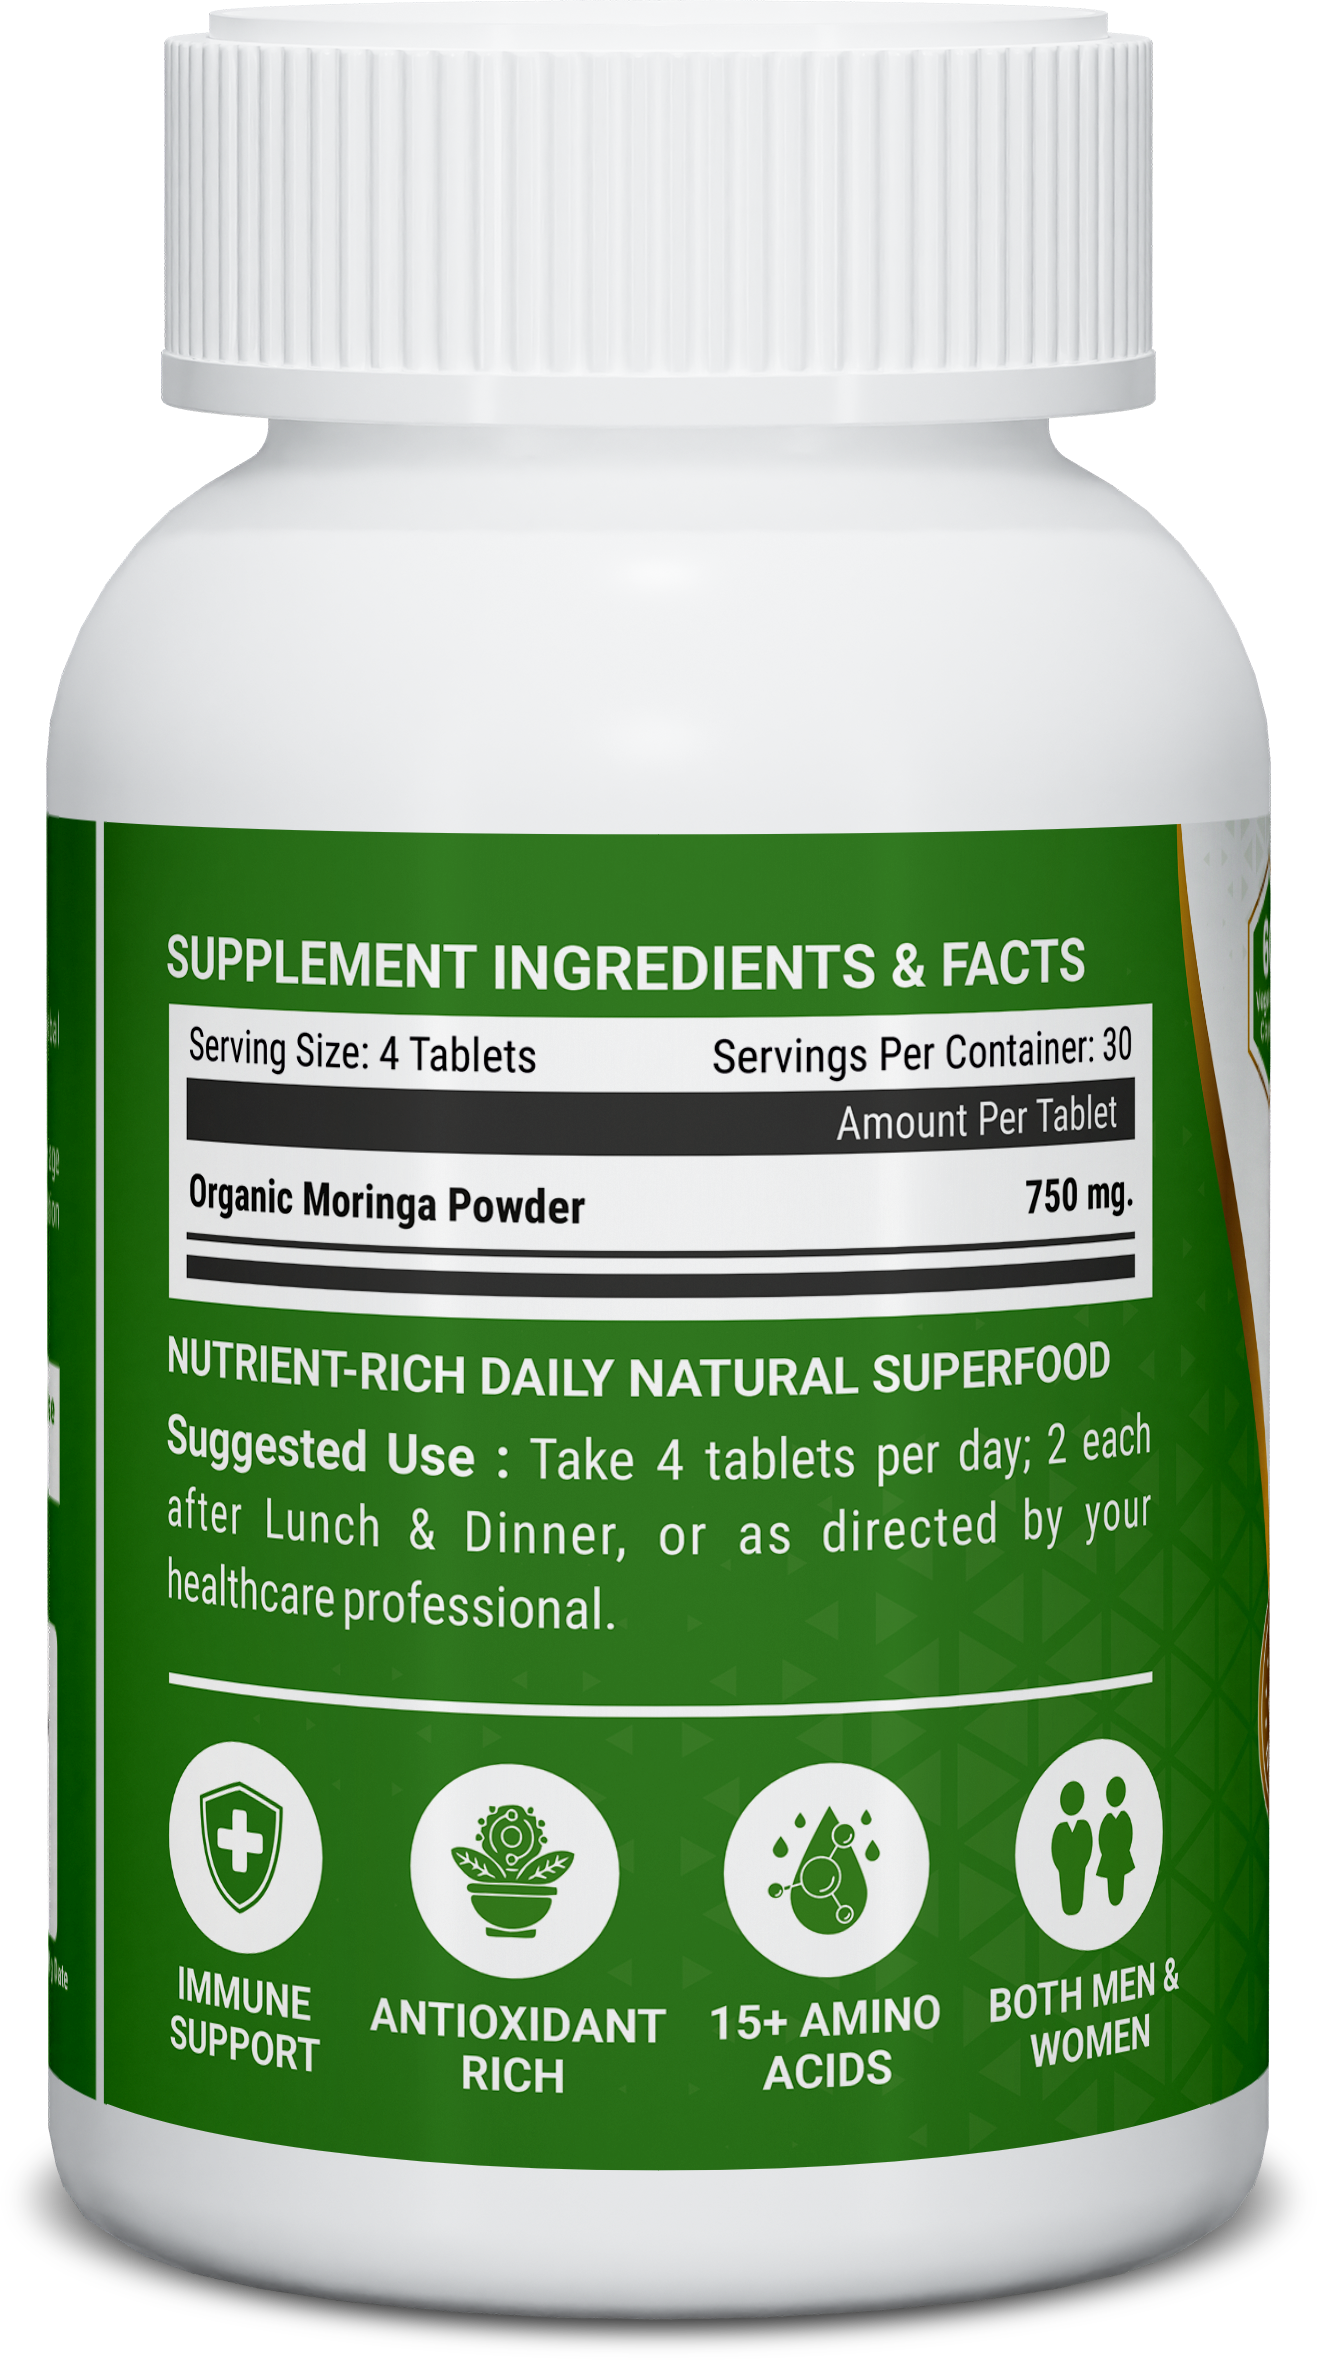 SUPPLEMENT INGREDIENTS & FACTS
Serving Size: 4 Tablets Servings Per Container: 30
Amount Per Tablet
Organic Moringa Powder 750 mg.
NUTRIENT-RICH DAILY NATURAL SUPERFOOD
Suggested Use : Take 4 tablets per day; 2 each
after Lunch & Dinner, or as directed by your
healthcare professional.
IMMUNE
SUPPORT
ANTIOXIDANT
RICH
15+ AMINO
ACIDS
BOTH MEN &
WOMEN